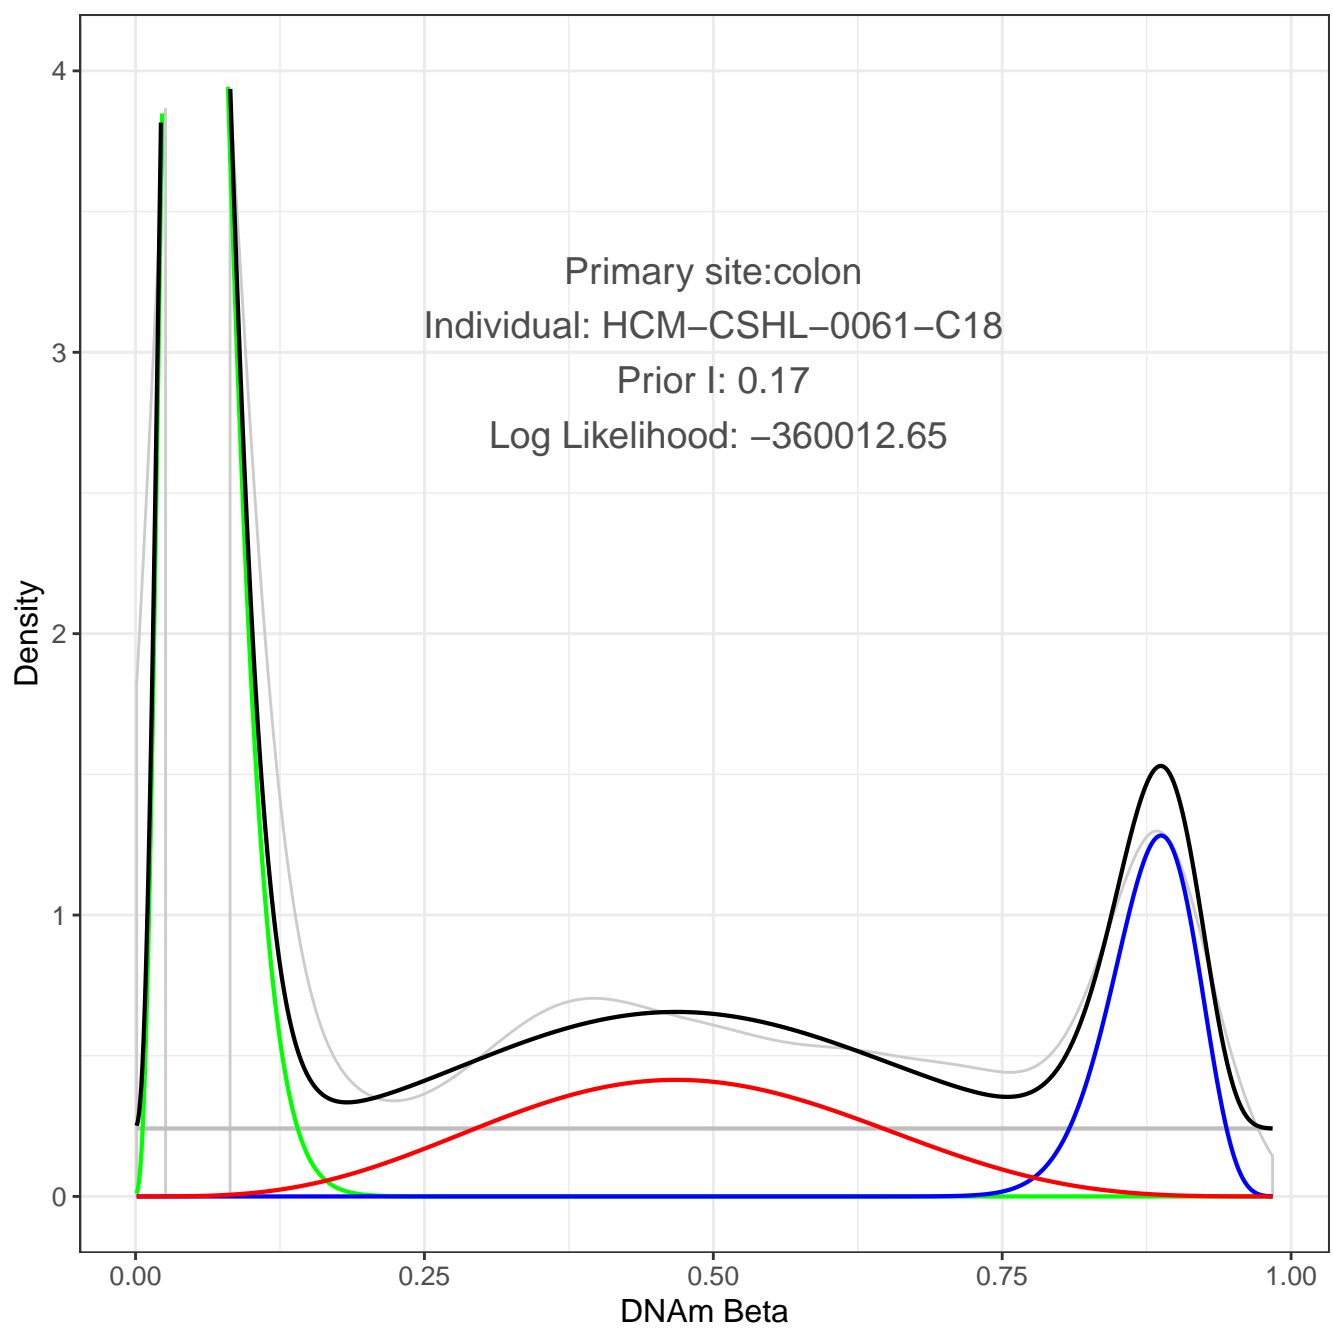 4
3
2
1
0
Density
Primary site:colon
Individual: HCM−CSHL−0061−C18
Prior I: 0.17
Log Likelihood: −360012.65
0.00 0.25 0.50 0.75 1.00
DNAm Beta